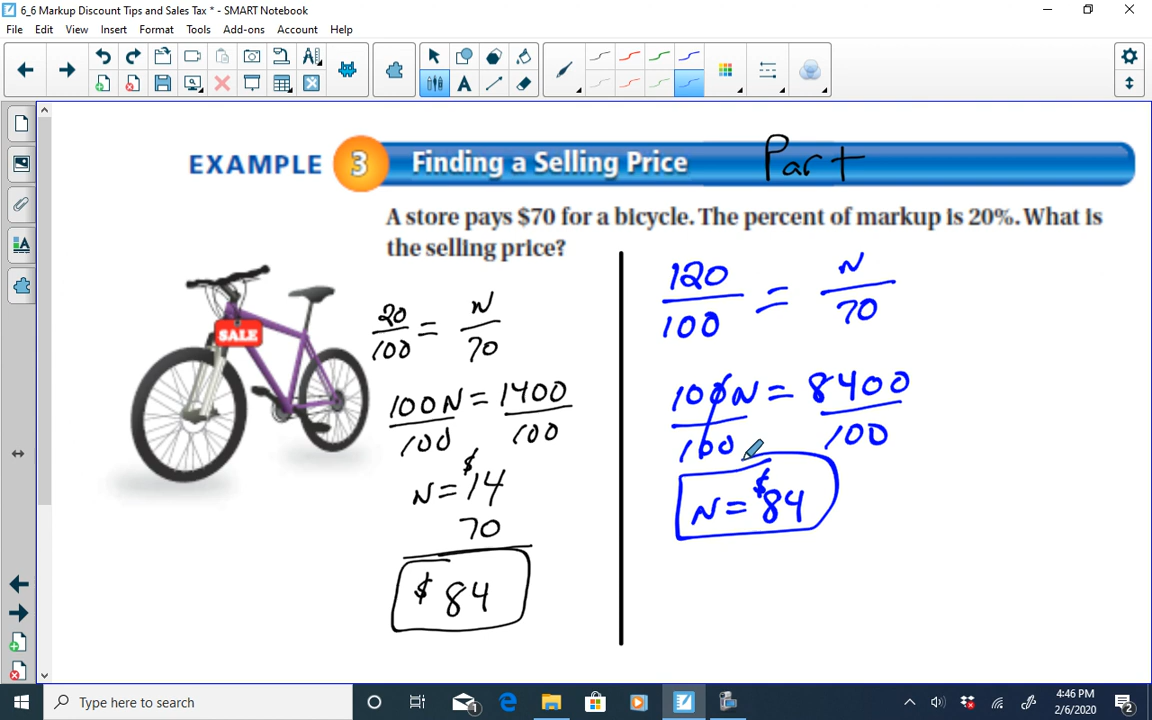 6_6 Markup Discount Tips and Sales Tax * - SMART Notebook
File Edit View Insert Format Tools Add-ons Account Help
EXAMPLE 3 Finding a Selling Price Part
A store pays $70 for a bicycle. The percent of markup is 20%. What is
the selling price?
SALE
20/100 = N/70
100N/100 = 1400/100
N = $14
70
$84
120/100 = N/70
100N/100 = 8400/100
N = $84
Type here to search
1
4:46 PM
2/6/2020
2